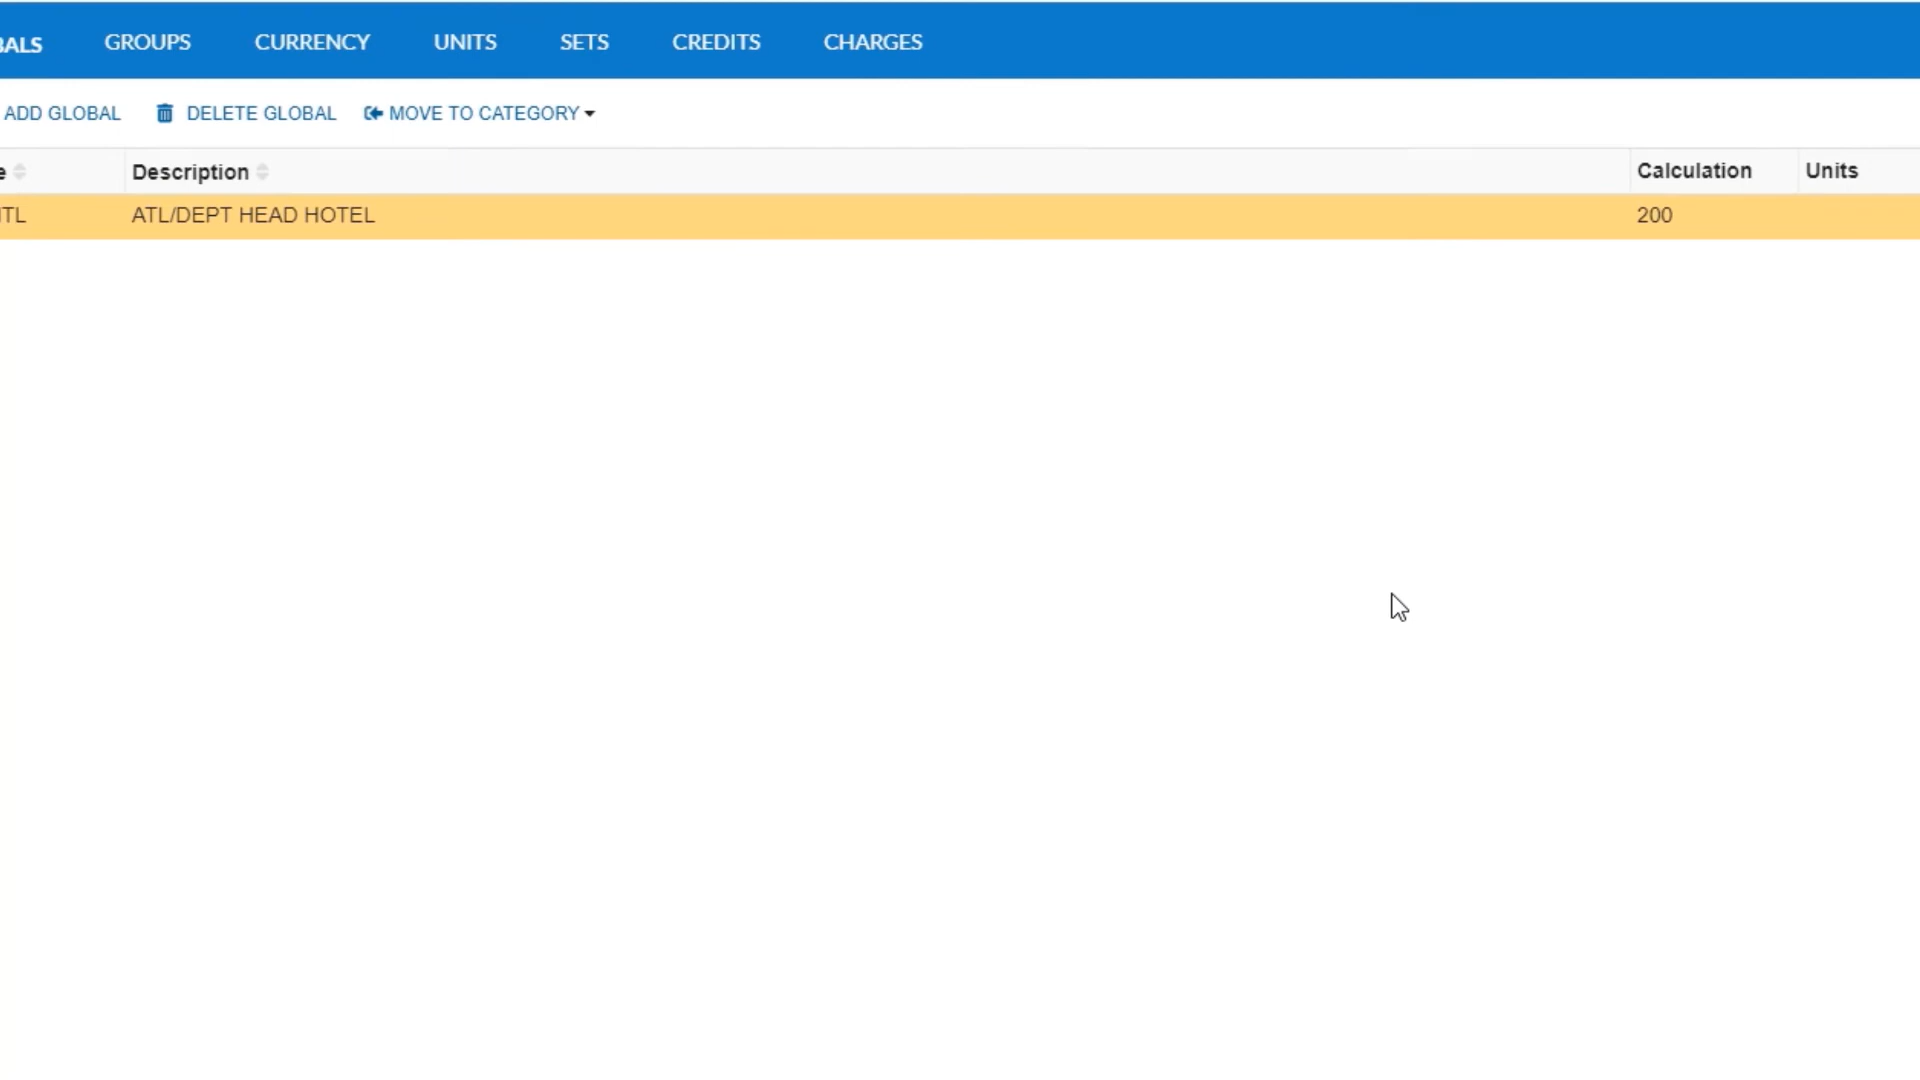 BALS GROUPS CURRENCY UNITS SETS CREDITS CHARGES
ADD GLOBAL DELETE GLOBAL MOVE TO CATEGORY
e Description Calculation Units
TL ATL/DEPT HEAD HOTEL 200